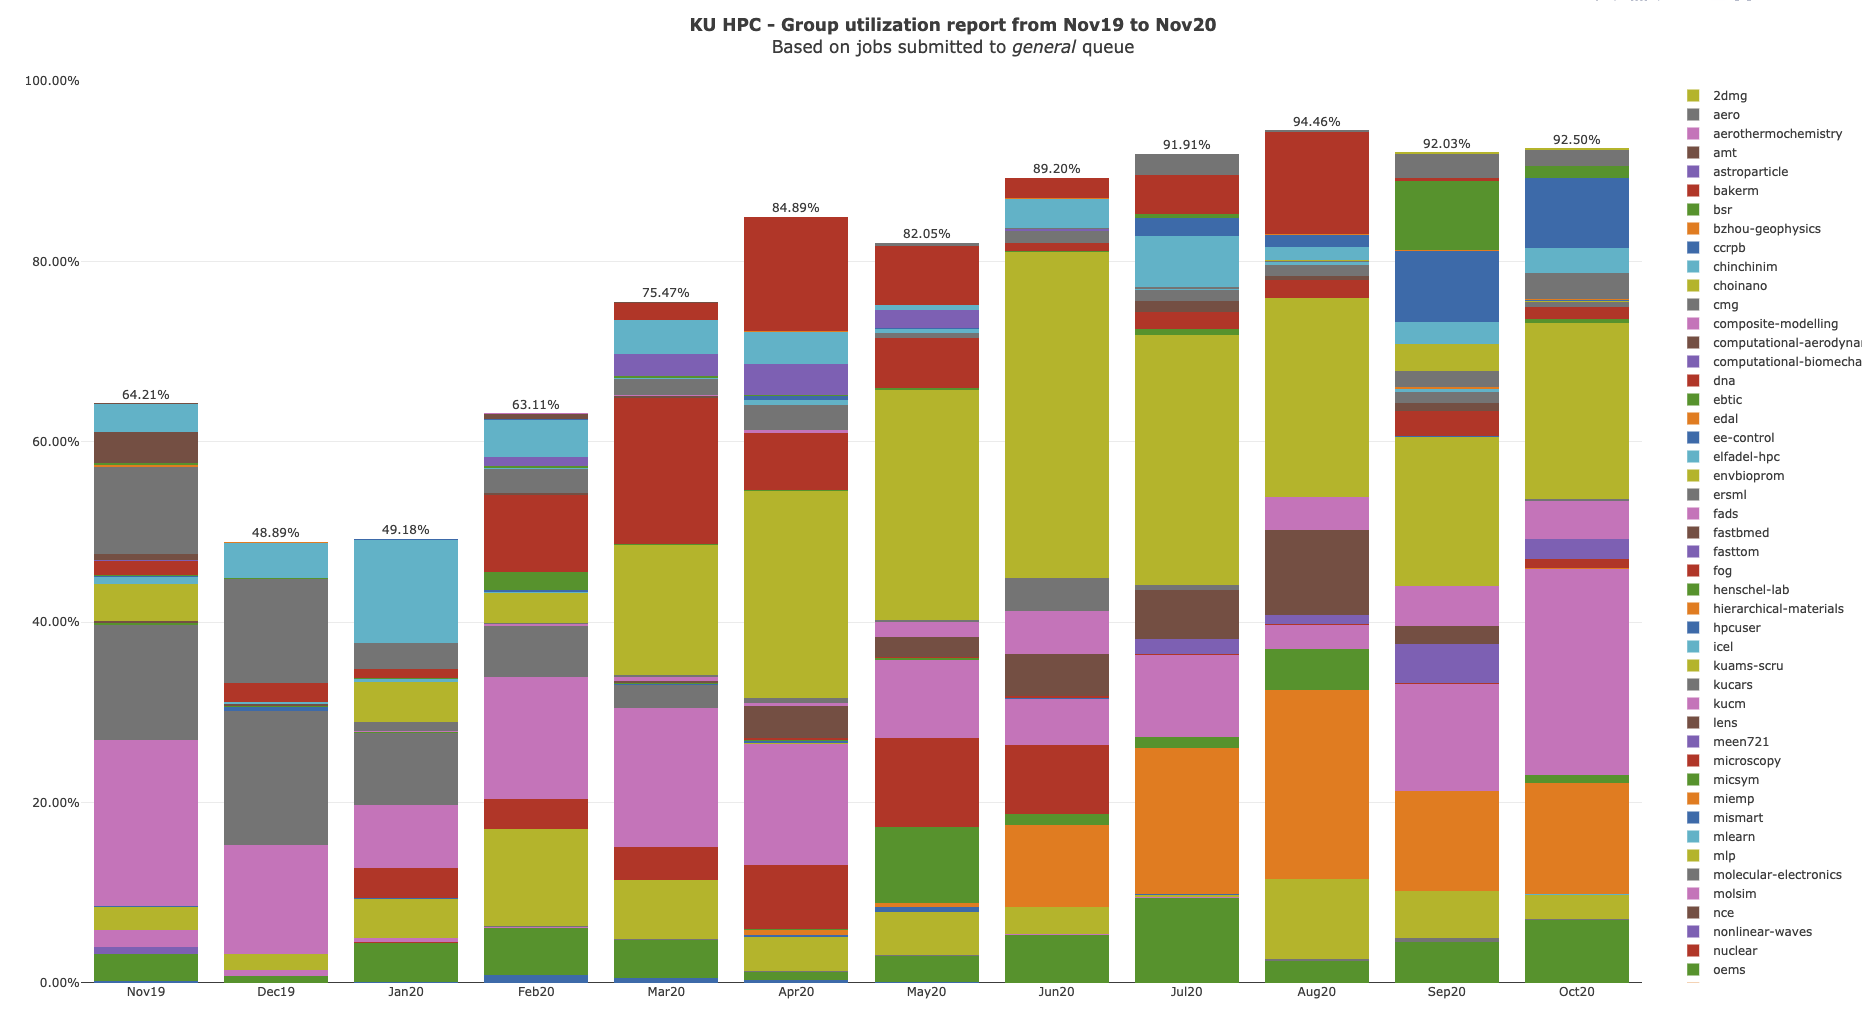 KU HPC - Group utilization report from Nov19 to Nov20
Based on jobs submitted to general queue
100.00%
80.00%
60.00%
40.00%
20.00%
0.00%
64.21%
48.89%
49.18%
63.11%
75.47%
84.89%
82.05%
89.20%
91.91%
94.46%
92.03%
92.50%
Nov19
Dec19
Jan20
Feb20
Mar20
Apr20
May20
Jun20
Jul20
Aug20
Sep20
Oct20
2dmg
aero
aerothermochemistry
amt
astroparticle
bakerm
bsr
bzhou-geophysics
ccrpb
chinchinim
choinano
cmg
composite-modelling
computational-aerodyna
computational-biomecha
dna
ebtic
edal
ee-control
elfadel-hpc
envbioprom
ersml
fads
fastbmed
fasttom
fog
henschel-lab
hierarchical-materials
hpcuser
icel
kuams-scru
kucars
kucm
lens
meen721
microscopy
micsym
miemp
mismart
mlearn
mlp
molecular-electronics
molsim
nce
nonlinear-waves
nuclear
oems